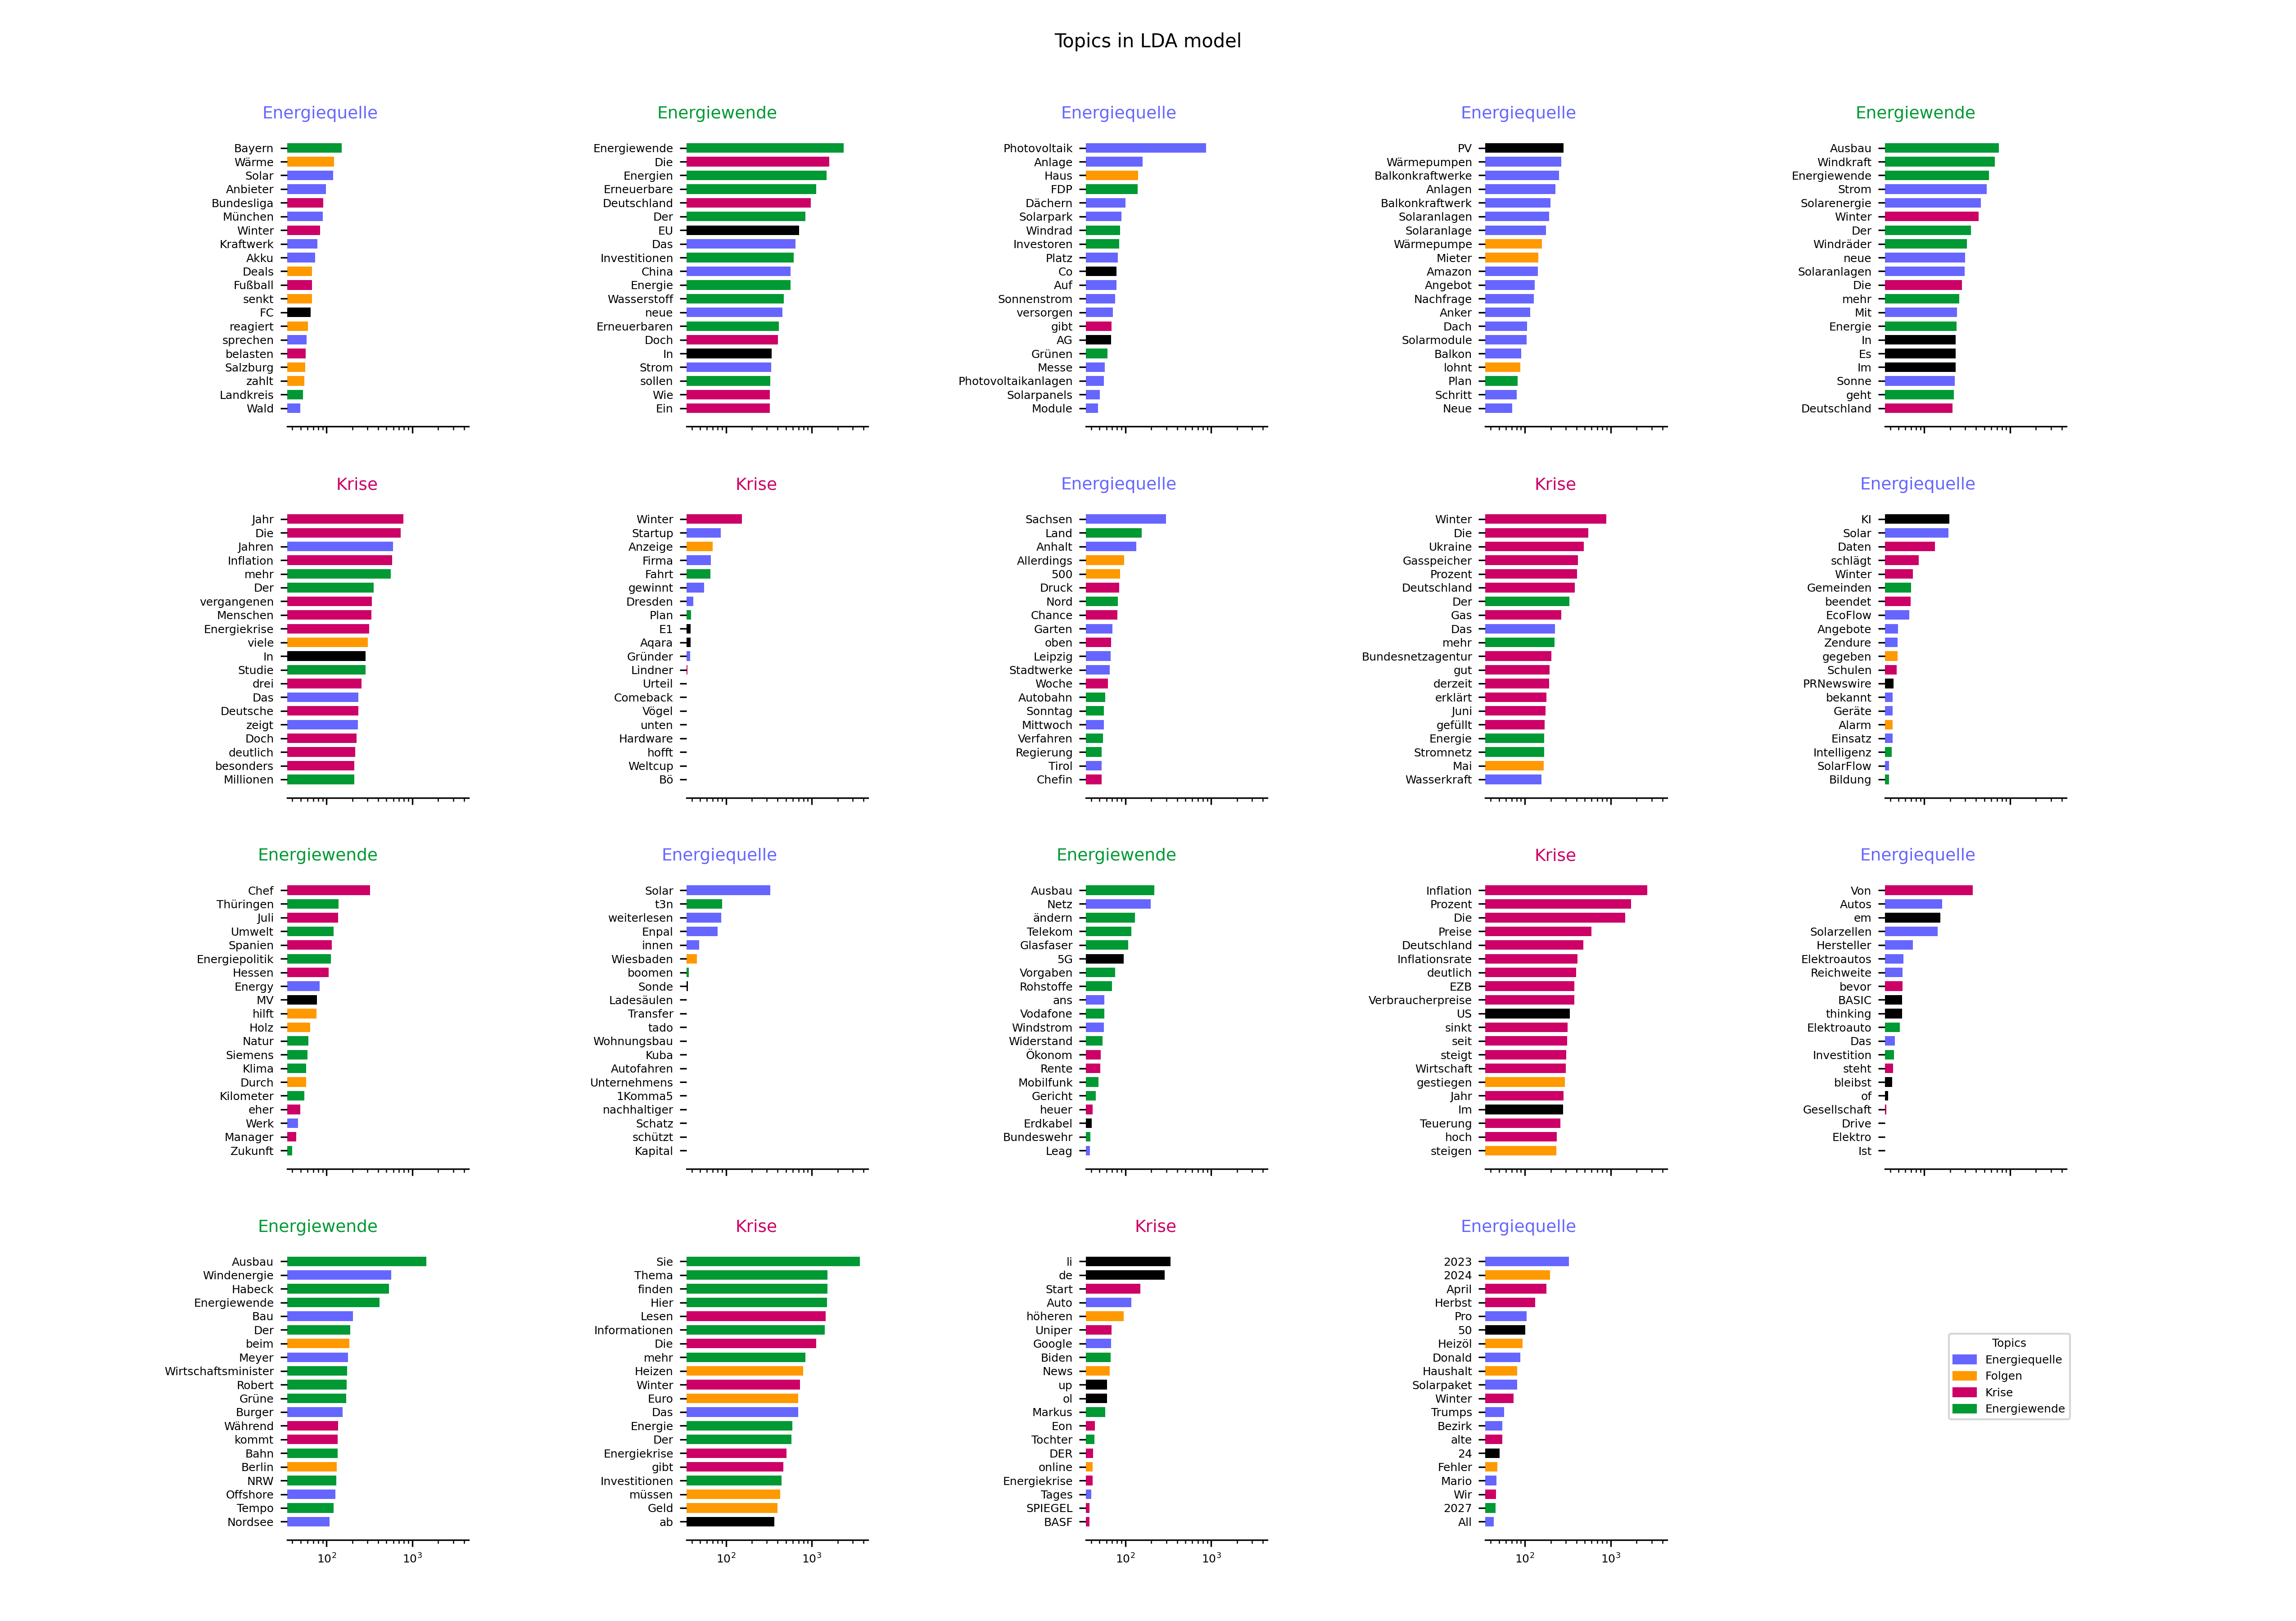 Topics in LDA model
Energiequelle
Bayern
Wärme
Solar
Anbieter
Bundesliga
München
Winter
Kraftwerk
Akku
Deals
Fußball
senkt
FC
reagiert
sprechen
belasten
Salzburg
zahlt
Landkreis
Wald
Energiewende
Energiewende
Die
Energien
Erneuerbare
Deutschland
Der
EU
Das
Investitionen
China
Energie
Wasserstoff
neue
Erneuerbaren
Doch
In
Strom
sollen
Wie
Ein
Energiequelle
Photovoltaik
Anlage
Haus
FDP
Dächern
Solarpark
Windrad
Investoren
Platz
Co
Auf
Sonnenstrom
versorgen
gibt
AG
Grünen
Messe
Photovoltaikanlagen
Solarpanels
Module
Energiequelle
PV
Wärmepumpen
Balkonkraftwerke
Anlagen
Balkonkraftwerk
Solaranlagen
Solaranlage
Wärmepumpe
Mieter
Amazon
Angebot
Nachfrage
Anker
Dach
Solarmodule
Balkon
lohnt
Plan
Schritt
Neue
Energiewende
Ausbau
Windkraft
Energiewende
Strom
Solarenergie
Winter
Der
Windräder
neue
Solaranlagen
Die
mehr
Mit
Energie
In
Es
Im
Sonne
geht
Deutschland
Krise
Jahr
Die
Jahren
Inflation
mehr
Der
vergangenen
Menschen
Energiekrise
viele
In
Studie
drei
Das
Deutsche
zeigt
Doch
deutlich
besonders
Millionen
Krise
Winter
Startup
Anzeige
Firma
Fahrt
gewinnt
Dresden
Plan
E1
Aqara
Gründer
Lindner
Urteil
Comeback
Vögel
unten
Hardware
hofft
Weltcup
Bö
Energiequelle
Sachsen
Land
Anhalt
Allerdings
500
Druck
Nord
Chance
Garten
oben
Leipzig
Stadtwerke
Woche
Autobahn
Sonntag
Mittwoch
Verfahren
Regierung
Tirol
Chefin
Krise
Winter
Die
Ukraine
Gasspeicher
Prozent
Deutschland
Der
Gas
Das
mehr
Bundesnetzagentur
gut
derzeit
erklärt
Juni
gefüllt
Energie
Stromnetz
Mai
Wasserkraft
Energiequelle
KI
Solar
Daten
schlägt
Winter
Gemeinden
beendet
EcoFlow
Angebote
Zendure
gegeben
Schulen
PRNewswire
bekannt
Geräte
Alarm
Einsatz
Intelligenz
SolarFlow
Bildung
Energiewende
Chef
Thüringen
Juli
Umwelt
Spanien
Energiepolitik
Hessen
Energy
MV
hilft
Holz
Natur
Siemens
Klima
Durch
Kilometer
eher
Werk
Manager
Zukunft
Energiequelle
Solar
t3n
weiterlesen
Enpal
innen
Wiesbaden
boomen
Sonde
Ladesäulen
Transfer
tado
Wohnungsbau
Kuba
Autofahren
Unternehmens
1Komma5
nachhaltiger
Schatz
schützt
Kapital
Energiewende
Ausbau
Netz
ändern
Telekom
Glasfaser
5G
Vorgaben
Rohstoffe
ans
Vodafone
Windstrom
Widerstand
Ökonom
Rente
Mobilfunk
Gericht
heuer
Erdkabel
Bundeswehr
Leag
Krise
Inflation
Prozent
Die
Preise
Deutschland
Inflationsrate
deutlich
EZB
Verbraucherpreise
US
sinkt
seit
steigt
Wirtschaft
gestiegen
Jahr
Im
Teuerung
hoch
steigen
Energiequelle
Von
Autos
em
Solarzellen
Hersteller
Elektroautos
Reichweite
bevor
BASIC
thinking
Elektroauto
Das
Investition
steht
bleibst
of
Gesellschaft
Drive
Elektro
Ist
Energiewende
Ausbau
Windenergie
Habeck
Energiewende
Bau
Der
beim
Meyer
Wirtschaftsminister
Robert
Grüne
Burger
Während
kommt
Bahn
Berlin
NRW
Offshore
Tempo
Nordsee
10²
10³
Krise
Sie
Thema
finden
Hier
Lesen
Informationen
Die
mehr
Heizen
Winter
Euro
Das
Energie
Der
Energiekrise
gibt
Investitionen
müssen
Geld
ab
10²
10³
Krise
li
de
Start
Auto
höheren
Uniper
Google
Biden
News
up
ol
Markus
Eon
Tochter
DER
online
Energiekrise
Tages
SPIEGEL
BASF
10²
10³
Energiequelle
2023
2024
April
Herbst
Pro
50
Heizöl
Donald
Haushalt
Solarpaket
Winter
Trumps
Bezirk
alte
24
Fehler
Mario
Wir
2027
All
10²
10³
Topics
Energiequelle
Folgen
Krise
Energiewende